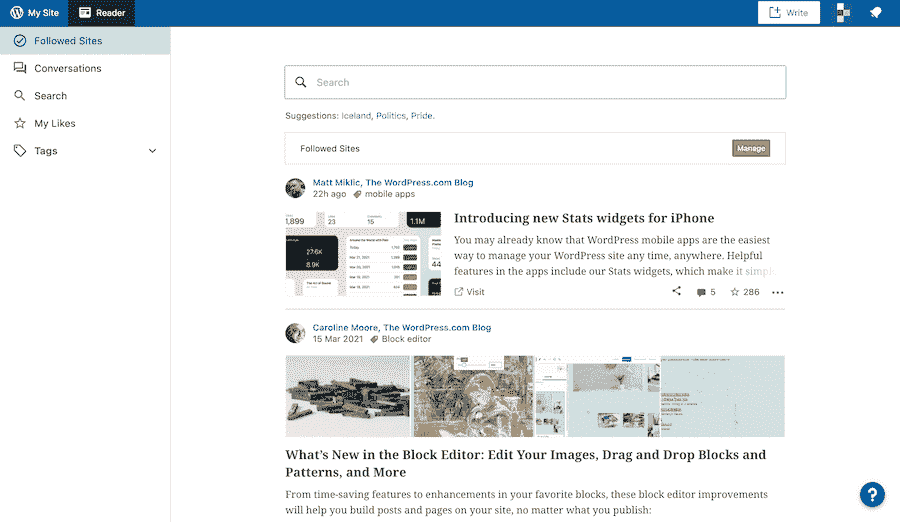 My Site
Reader
Write
Followed Sites
Conversations
Search
My Likes
Tags
Search
Suggestions: Iceland, Politics, Pride.
Followed Sites
Manage
Matt Miklic, The WordPress.com Blog
22h ago mobile apps
1,899
23
15
1.1M
27.6K
8.9K
44
Introducing new Stats widgets for iPhone
You may already know that WordPress mobile apps are the easiest
way to manage your WordPress site any time, anywhere. Helpful
features in the apps include our Stats widgets, which make it simpl
Visit
5
286
Caroline Moore, The WordPress.com Blog
15 Mar 2021 Block editor
What's New in the Block Editor: Edit Your Images, Drag and Drop Blocks and
Patterns, and More
From time-saving features to enhancements in your favorite blocks, these block editor improvements
will help you build posts and pages on your site, no matter what you publish:
?